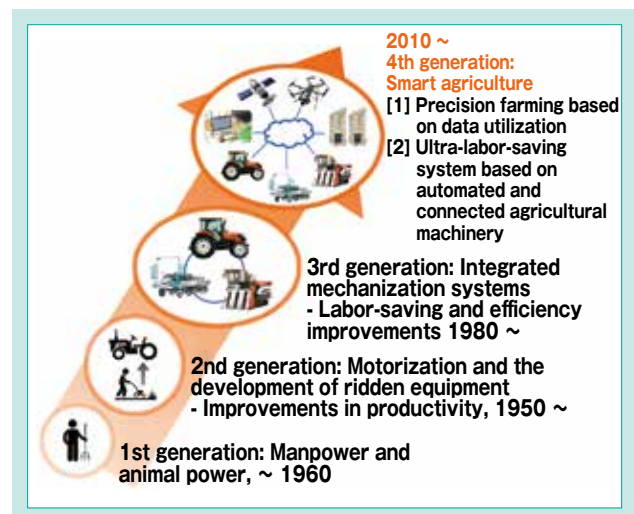 2010 ~
4th generation:
Smart agriculture
[1] Precision farming based
on data utilization
[2] Ultra-labor-saving
system based on
automated and
connected agricultural
machinery
3rd generation: Integrated
mechanization systems
- Labor-saving and efficiency
improvements 1980 ~
2nd generation: Motorization and the
development of ridden equipment
- Improvements in productivity, 1950 ~
1st generation: Manpower and
animal power, ~ 1960